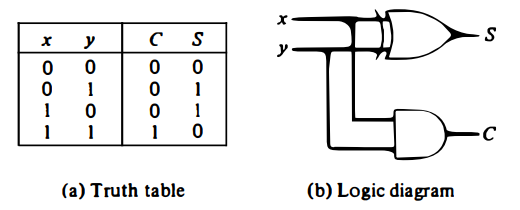 x y C S
0 0 0 0
0 1 0 1
1 0 0 1
1 1 1 0
(a) Truth table
x
y
S
C
(b) Logic diagram